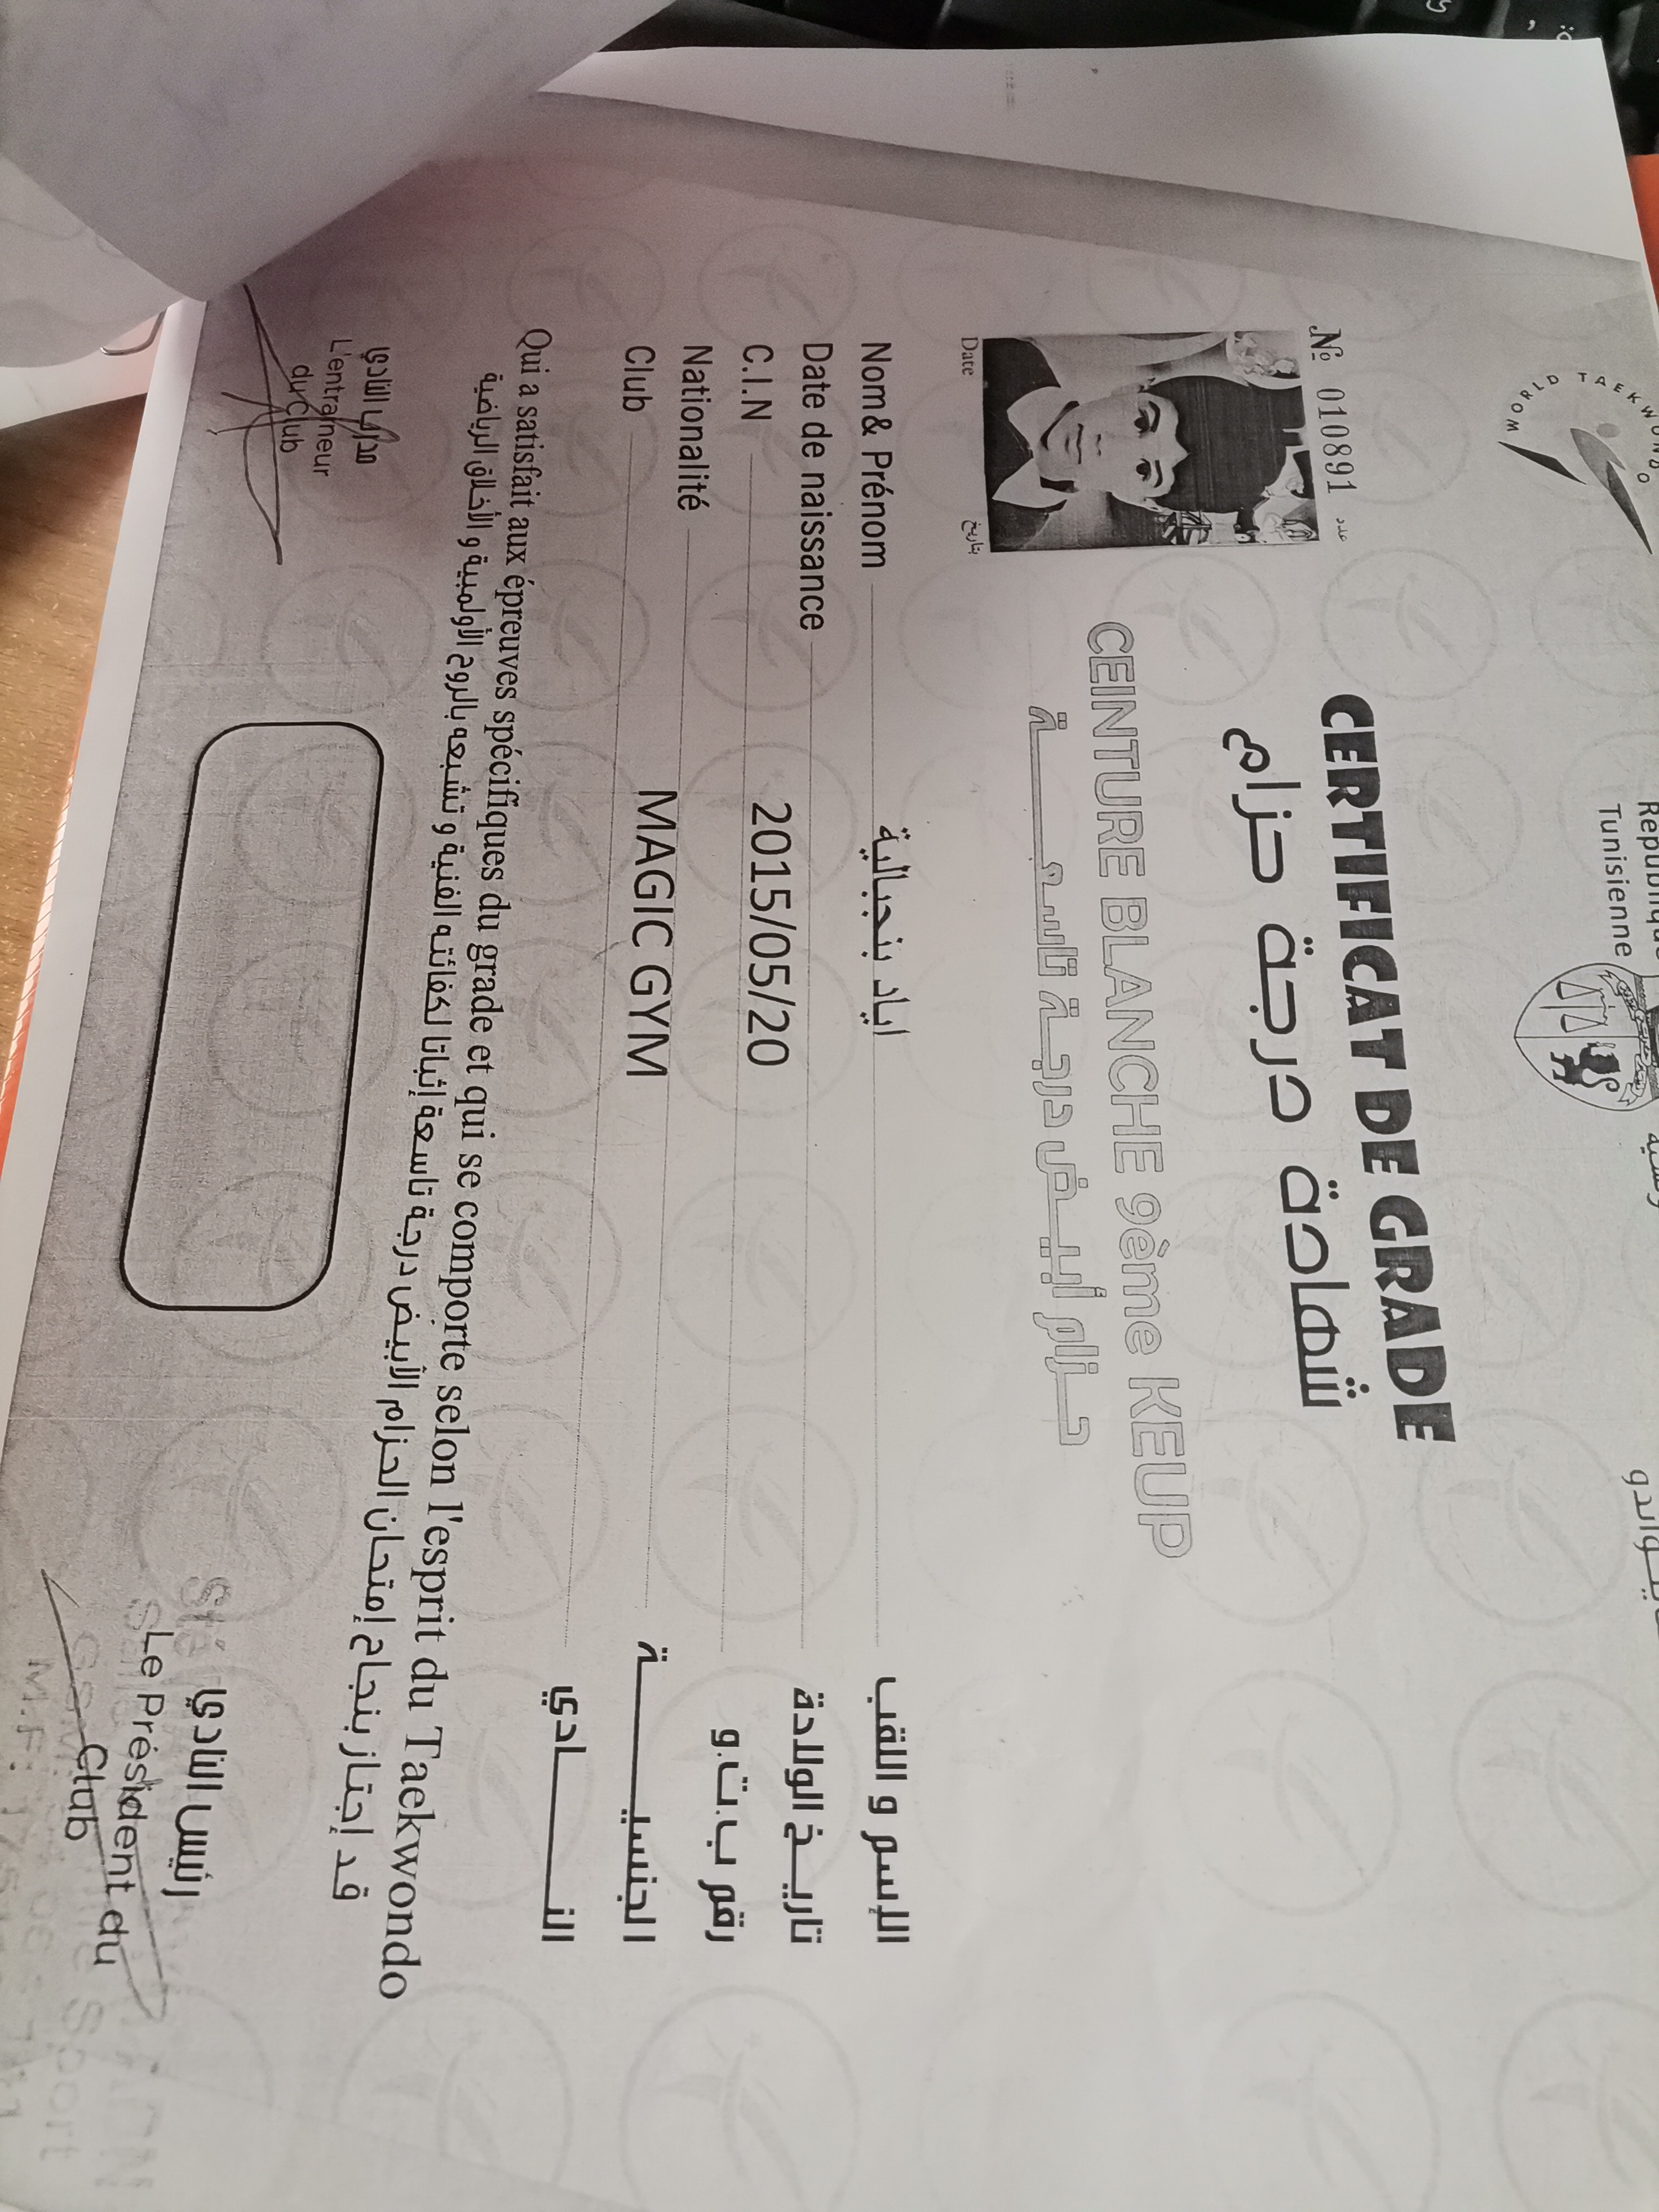 WORLD TAEKWONDO
République
Tunisienne
№ 010891 عدد
CERTIFICAT DE GRADE
شهادة درجة حزام
CEINTURE BLANCHE 9ème KEUP
حزام أبيض درجة تاسعة
Date بتاريخ
Nom& Prénom اياد بنجبالية الإسم و اللقب
Date de naissance تاريخ الولادة
C.I.N 2015/05/20 رقم ب.ت.و
Nationalité الجنسية
Club MAGIC GYM النادي
Qui a satisfait aux épreuves spécifiques du grade et qui se comporte selon l'esprit du Taekwondo
قد إجتاز بنجاح إمتحان الحزام الأبيض درجة تاسعة إثباتا لكفائته الفنية و تشبعه بالروح الأولمبية و الأخلاق الرياضية
مدرب النادي
L'entraineur
du Club
رئيس النادي
Le Président du
Club
Sport
M.F: